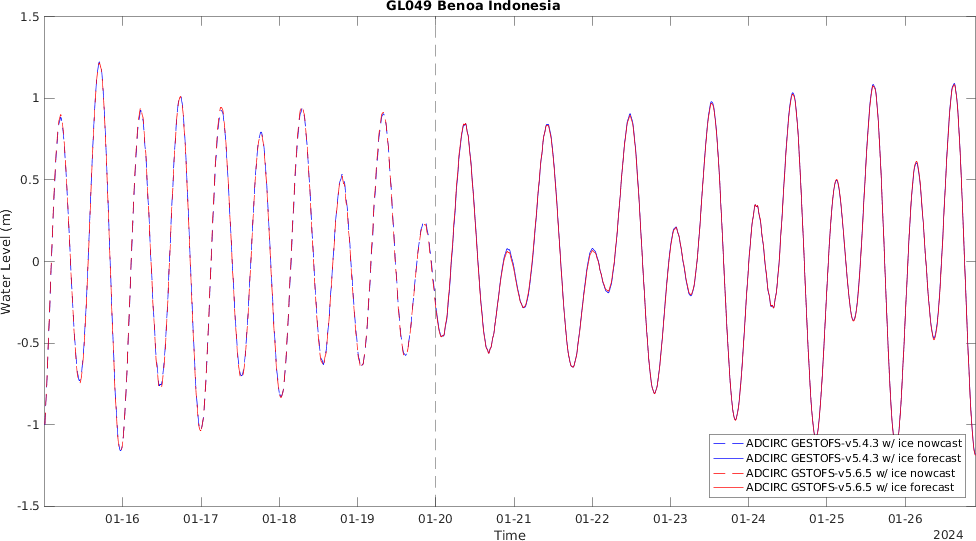 GL049 Benoa Indonesia
1.5
1
0.5
0
-0.5
-1
-1.5
Water Level (m)
ADCIRC GESTOFS-v5.4.3 w/ ice nowcast
ADCIRC GESTOFS-v5.4.3 w/ ice forecast
ADCIRC GSTOFS-v5.6.5 w/ ice nowcast
ADCIRC GSTOFS-v5.6.5 w/ ice forecast
01-16 01-17 01-18 01-19 01-20 01-21 01-22 01-23 01-24 01-25 01-26
Time
2024